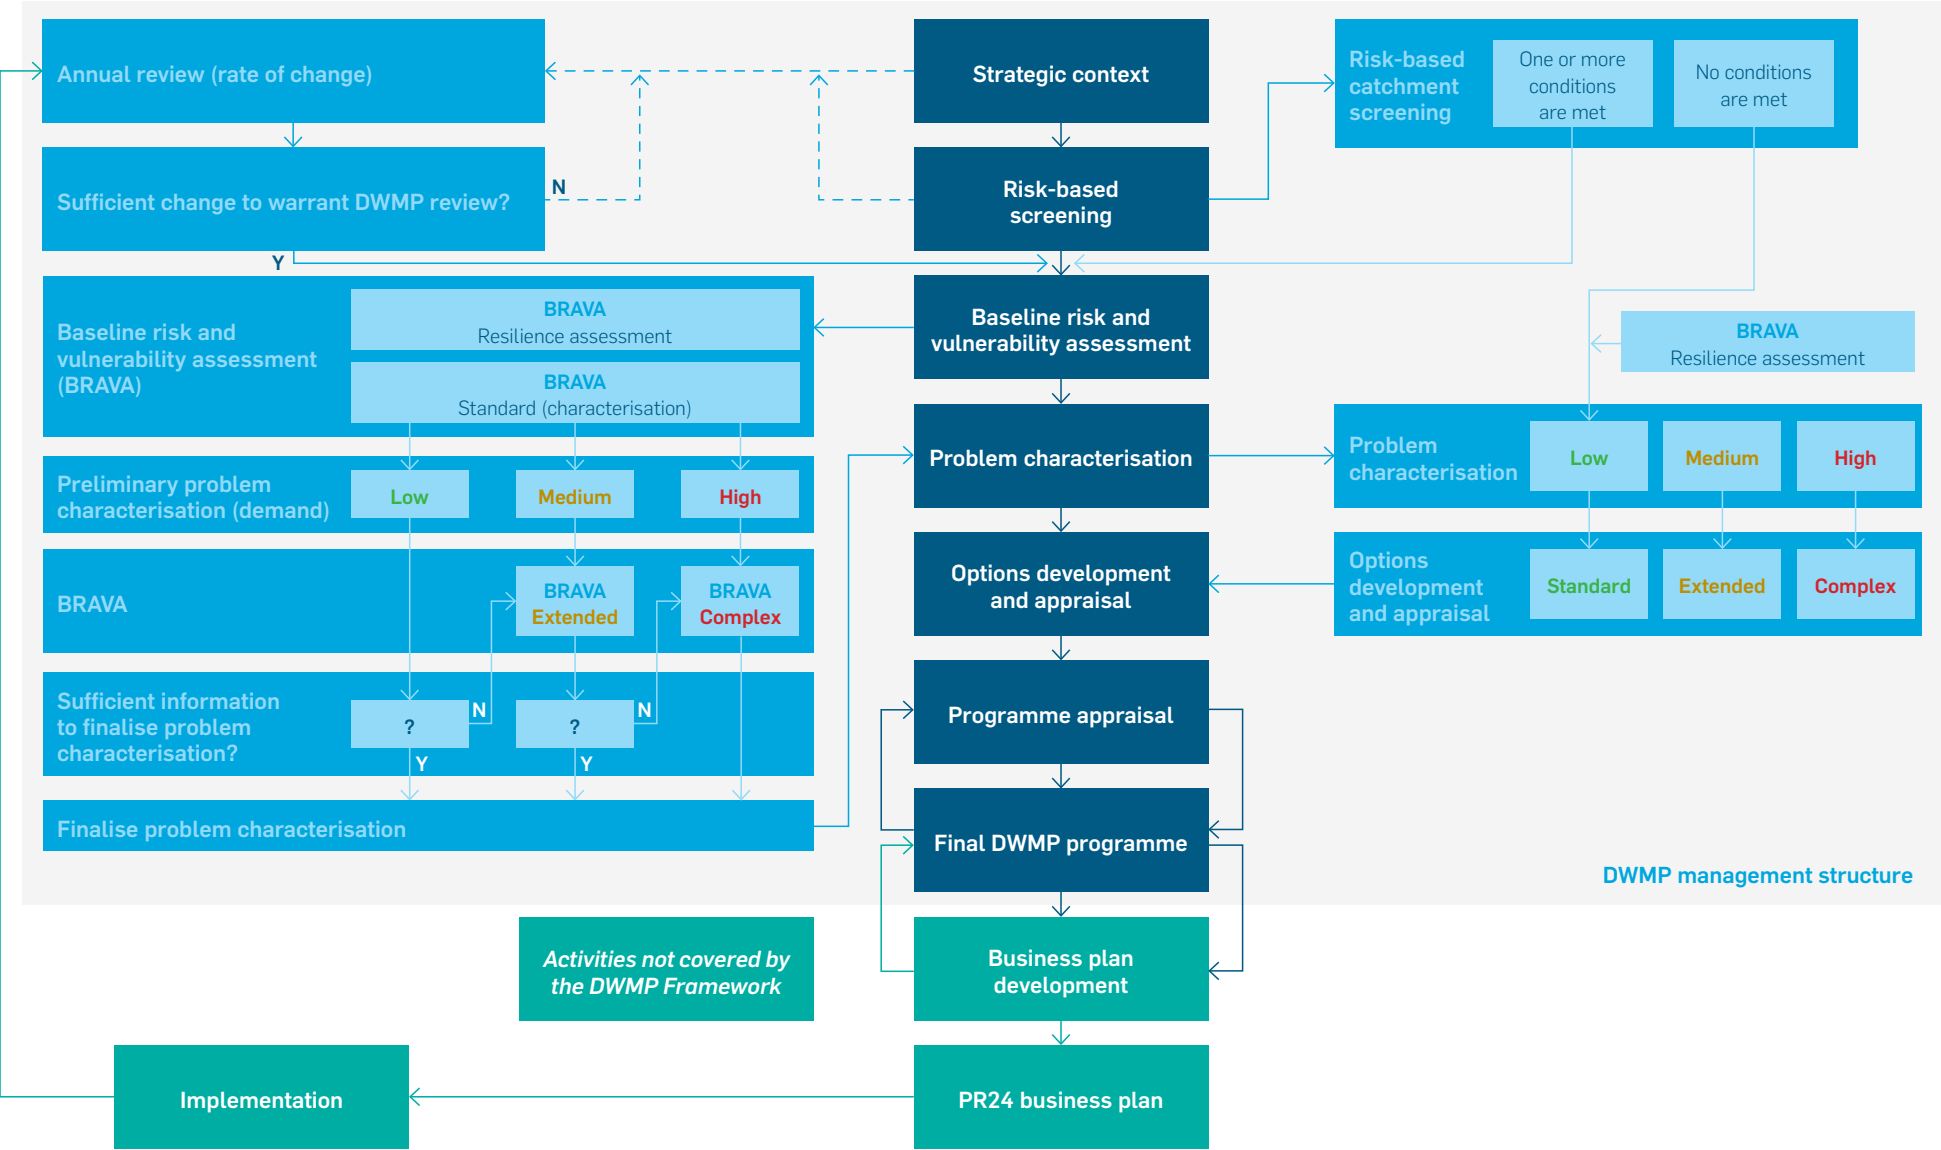 Annual review (rate of change)
Strategic context
Risk-based
catchment
screening
One or more
conditions
are met
No conditions
are met
Sufficient change to warrant DWMP review?
N
Y
Risk-based
screening
Baseline risk and
vulnerability assessment
(BRAVA)
BRAVA
Resilience assessment
BRAVA
Standard (characterisation)
Baseline risk and
vulnerability assessment
BRAVA
Resilience assessment
Preliminary problem
characterisation (demand)
Low
Medium
High
Problem characterisation
Problem
characterisation
Low
Medium
High
BRAVA
BRAVA
Extended
BRAVA
Complex
Options development
and appraisal
Options
development
and appraisal
Standard
Extended
Complex
Sufficient information
to finalise problem
characterisation?
?
N
Y
?
N
Y
Programme appraisal
Finalise problem characterisation
Final DWMP programme
DWMP management structure
Activities not covered by
the DWMP Framework
Business plan
development
Implementation
PR24 business plan